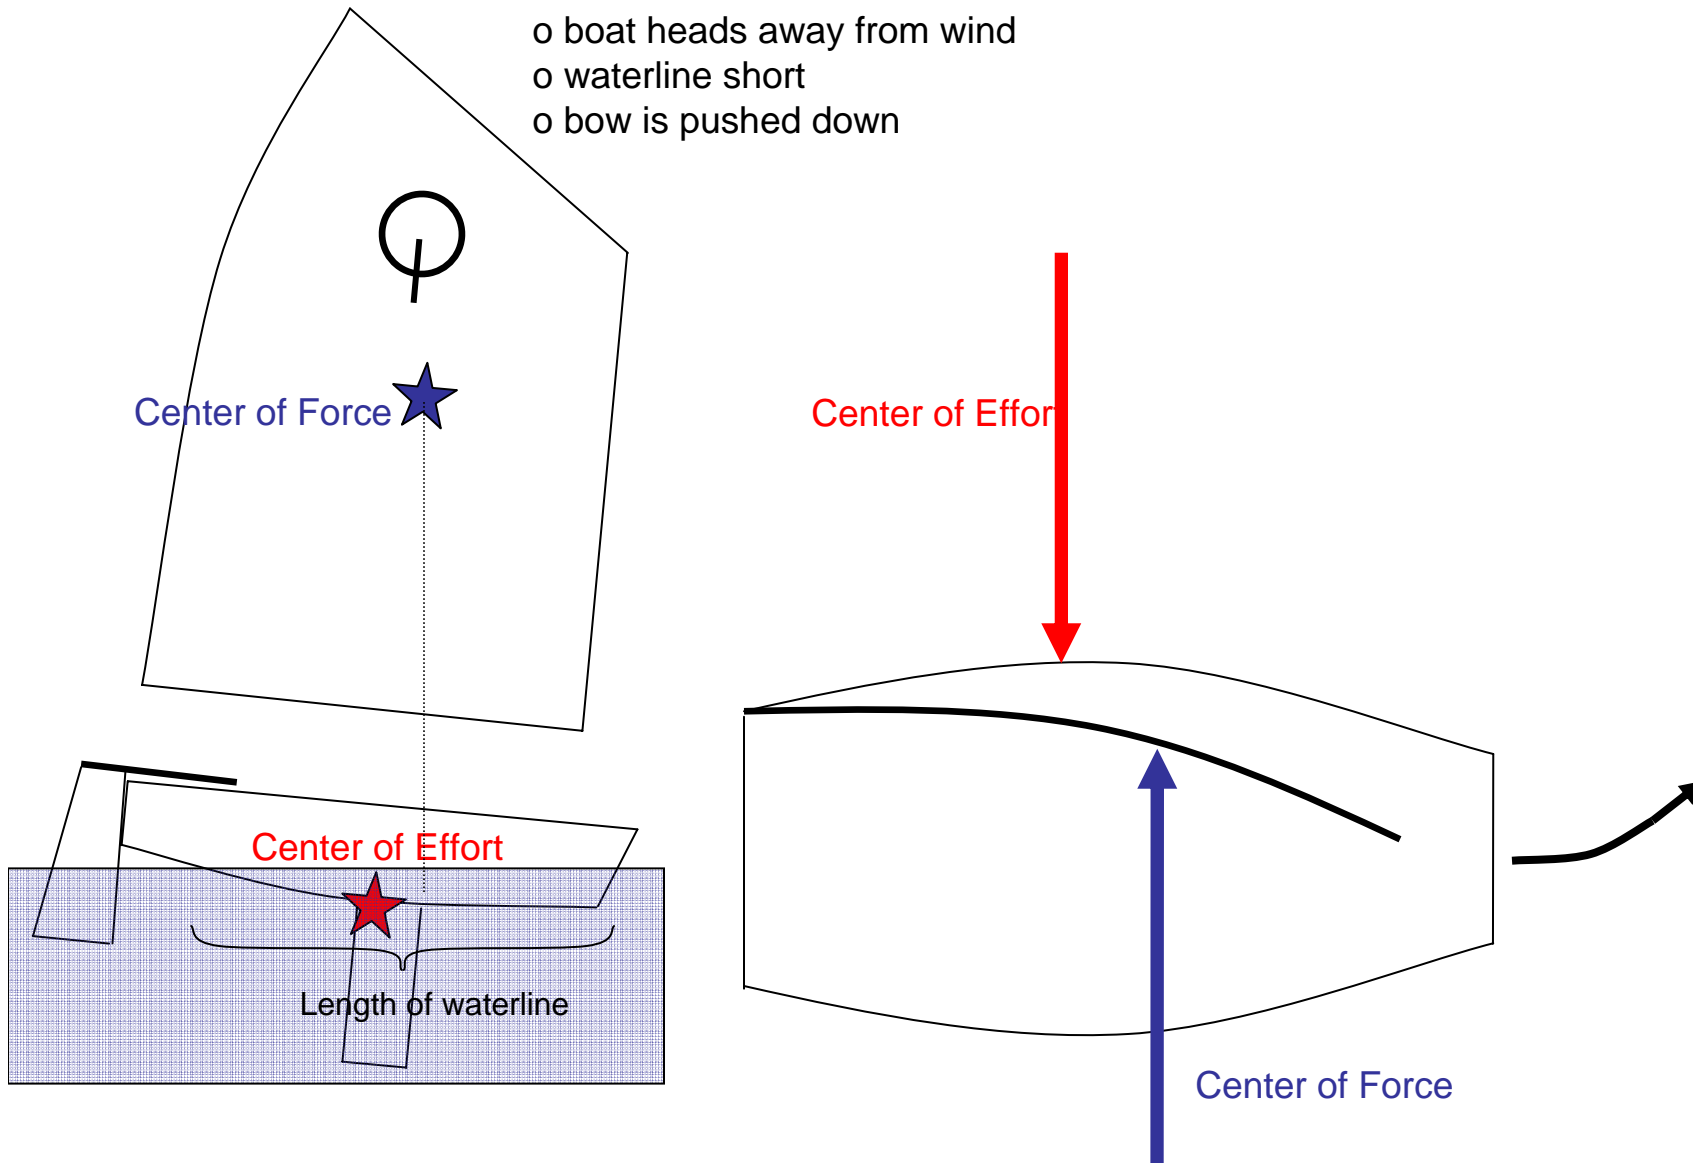 o boat heads away from wind
o waterline short
o bow is pushed down
Center of Force
Center of Effort
Center of Effort
Length of waterline
Center of Force